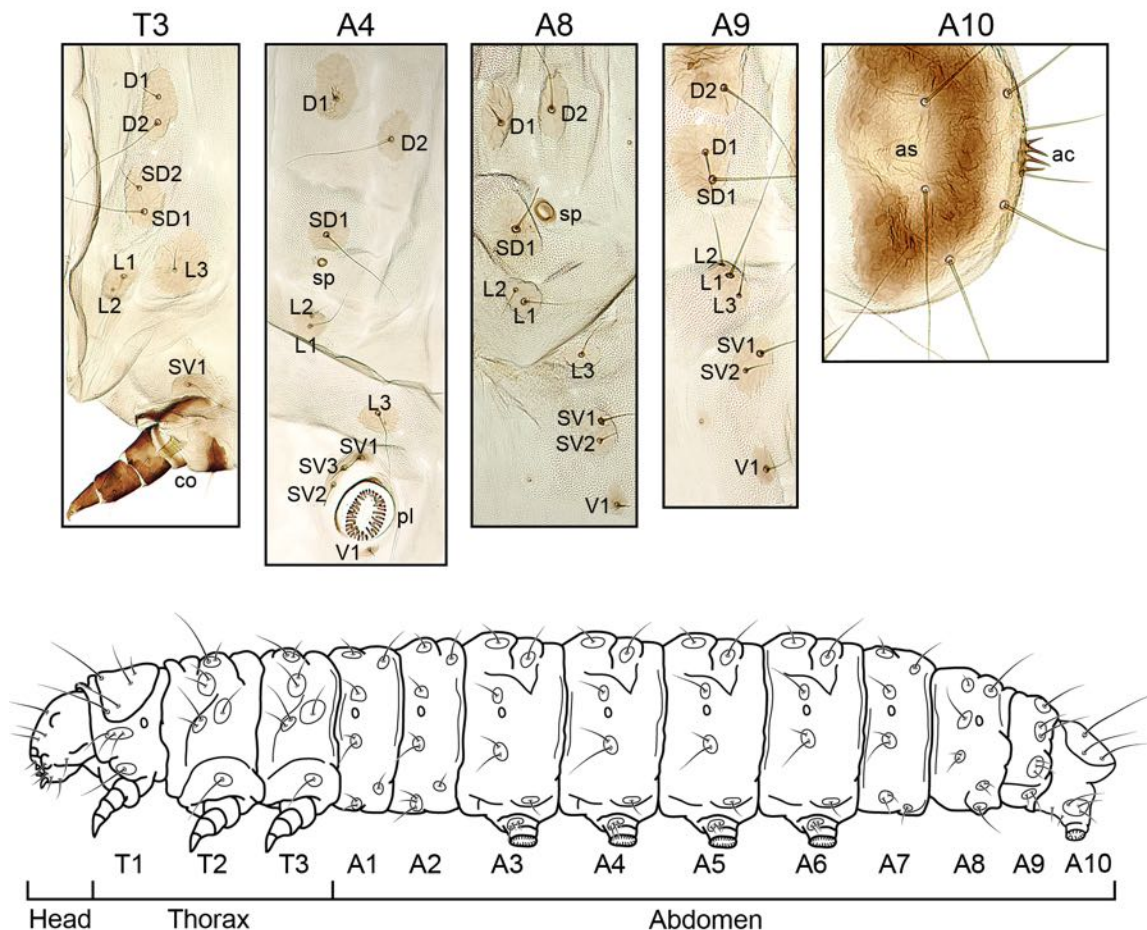 T3
D1
D2
SD2
SD1
L1
L3
L2
SV1
co
A4
D1
D2
SD1
sp
L2
L1
L3
SV1
SV3
SV2
pl
V1
A8
D1
D2
sp
SD1
L2
L1
L3
SV1
SV2
V1
A9
D2
D1
SD1
L2
L1
L3
SV1
SV2
V1
A10
as
ac
T1 T2 T3 A1 A2 A3 A4 A5 A6 A7 A8 A9 A10
Head Thorax Abdomen